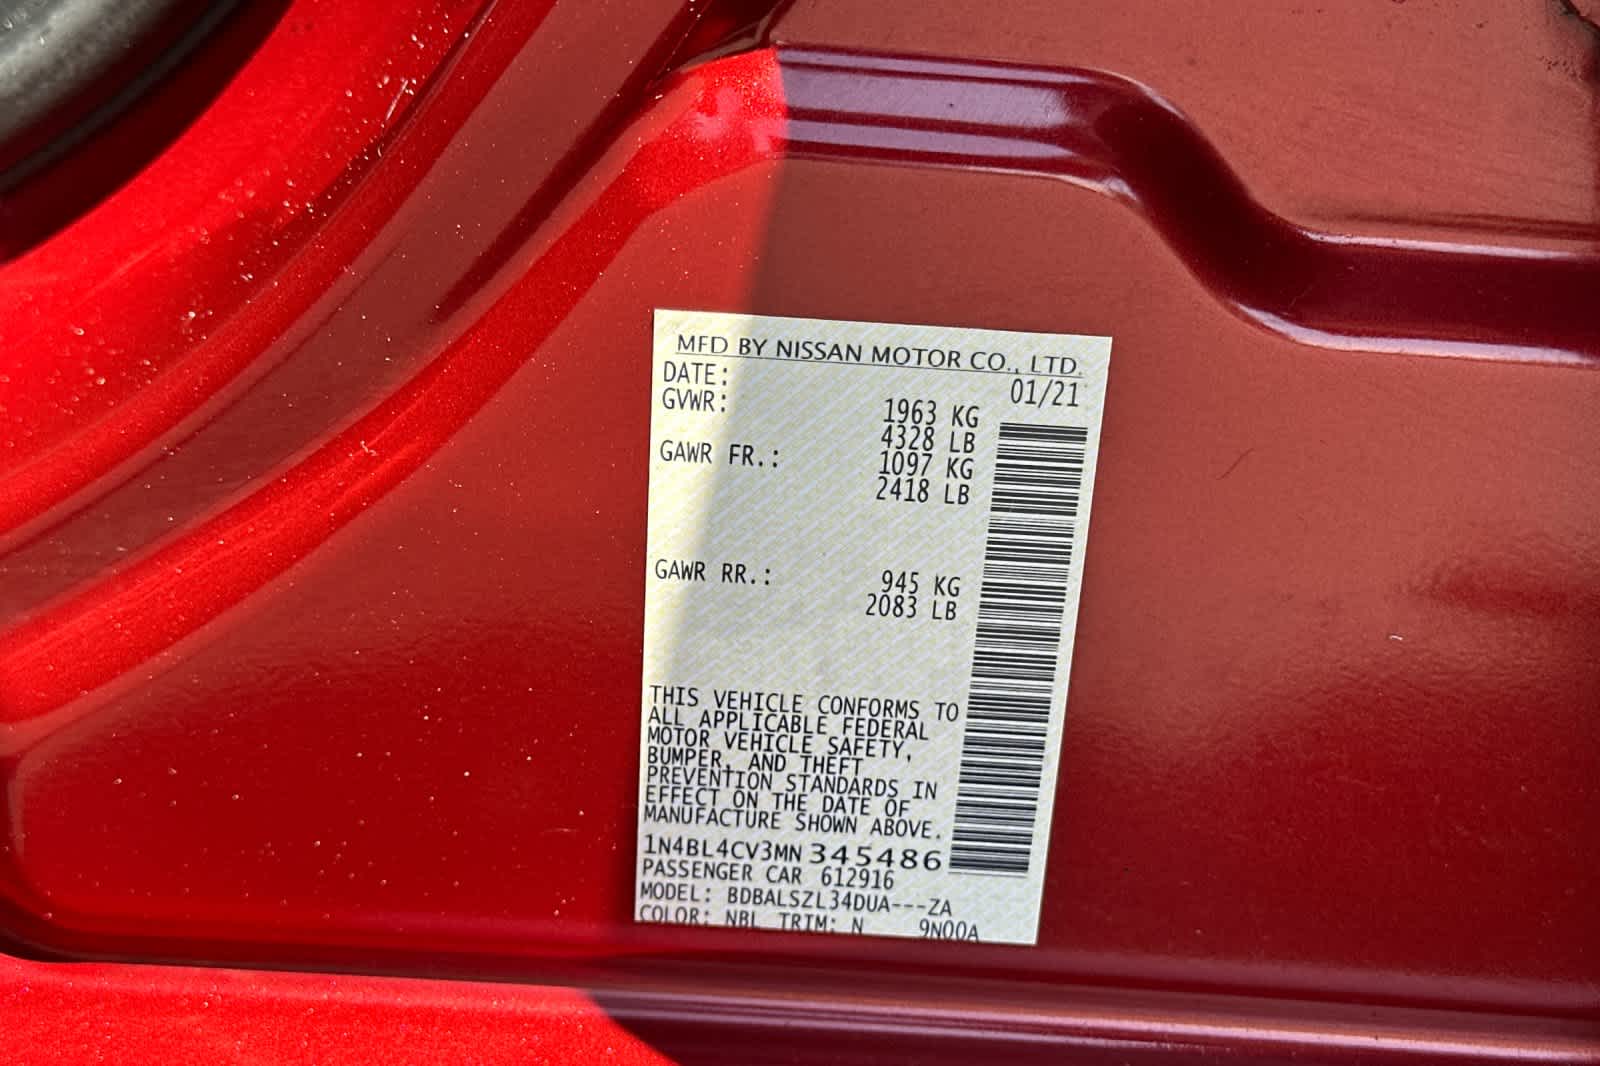 MFD BY NISSAN MOTOR CO., LTD.
DATE: 01/21
GVWR: 1963 KG
4328 LB
GAWR FR.: 1097 KG
2418 LB
GAWR RR.: 945 KG
2083 LB
THIS VEHICLE CONFORMS TO
ALL APPLICABLE FEDERAL
MOTOR VEHICLE SAFETY,
BUMPER, AND THEFT
PREVENTION STANDARDS IN
EFFECT ON THE DATE OF
MANUFACTURE SHOWN ABOVE.
1N4BL4CV3MN345486
PASSENGER CAR 612916
MODEL: BDBALSZL34DUA---ZA
COLOR: NBL TRIM: N 9N00A